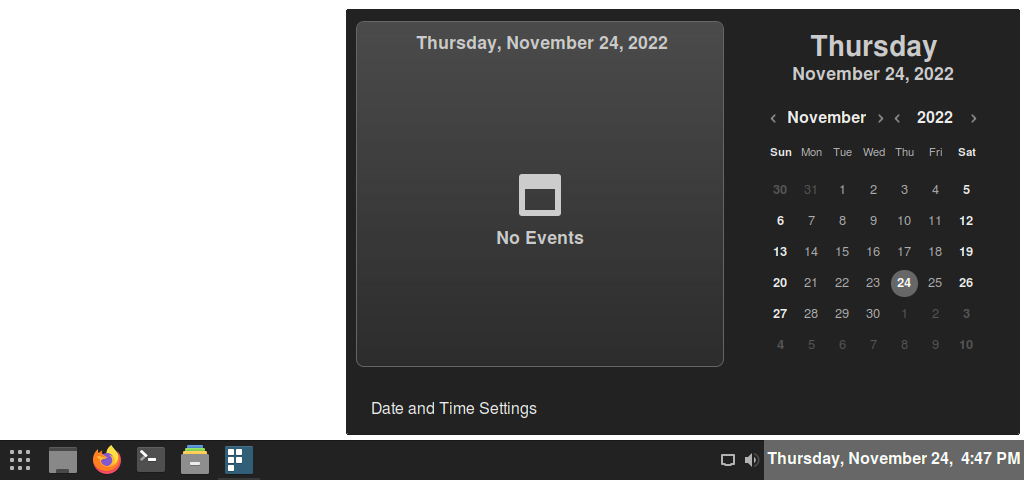 Thursday, November 24, 2022
No Events
Date and Time Settings
Thursday
November 24, 2022
November 2022
Sun Mon Tue Wed Thu Fri Sat
30 31 1 2 3 4 5
6 7 8 9 10 11 12
13 14 15 16 17 18 19
20 21 22 23 24 25 26
27 28 29 30 1 2 3
4 5 6 7 8 9 10
Thursday, November 24, 4:47 PM